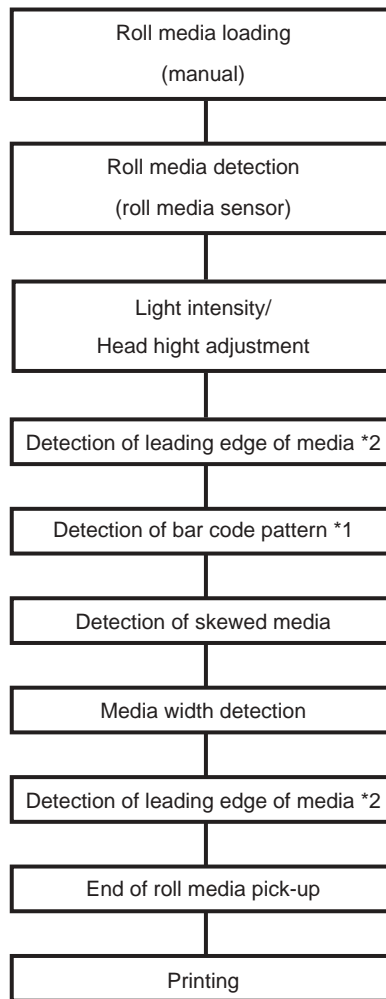 Roll media loading
(manual)
Roll media detection
(roll media sensor)
Light intensity/
Head hight adjustment
Detection of leading edge of media *2
Detection of bar code pattern *1
Detection of skewed media
Media width detection
Detection of leading edge of media *2
End of roll media pick-up
Printing